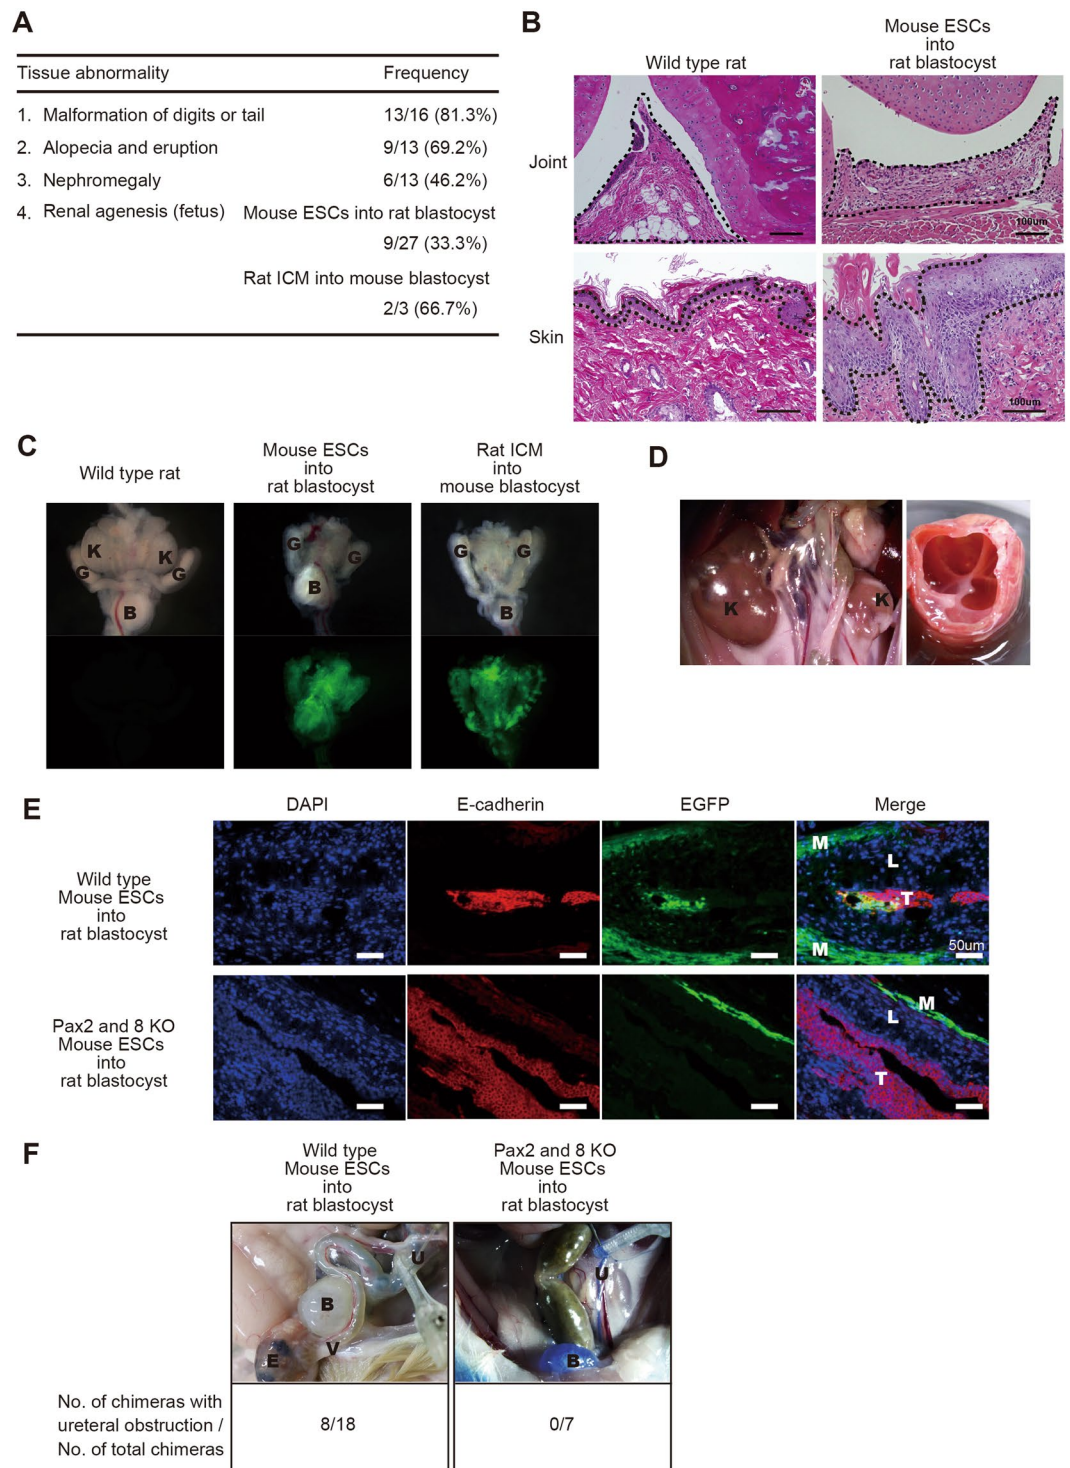 A
Tissue abnormality Frequency
1. Malformation of digits or tail 13/16 (81.3%)
2. Alopecia and eruption 9/13 (69.2%)
3. Nephromegaly 6/13 (46.2%)
4. Renal agenesis (fetus) Mouse ESCs into rat blastocyst
9/27 (33.3%)
Rat ICM into mouse blastocyst
2/3 (66.7%)
B
Wild type rat
Mouse ESCs
into
rat blastocyst
Joint
100um
Skin
100um
C
Wild type rat
Mouse ESCs
into
rat blastocyst
Rat ICM
into
mouse blastocyst
K K
G G
B
G G
B
G G
B
D
K K
E
DAPI E-cadherin EGFP Merge
Wild type
Mouse ESCs
into
rat blastocyst
M
L
T
M
50um
Pax2 and 8 KO
Mouse ESCs
into
rat blastocyst
M
L
T
F
Wild type
Mouse ESCs
into
rat blastocyst
Pax2 and 8 KO
Mouse ESCs
into
rat blastocyst
U
B
V
E
U
B
No. of chimeras with
ureteral obstruction /
No. of total chimeras
8/18 0/7